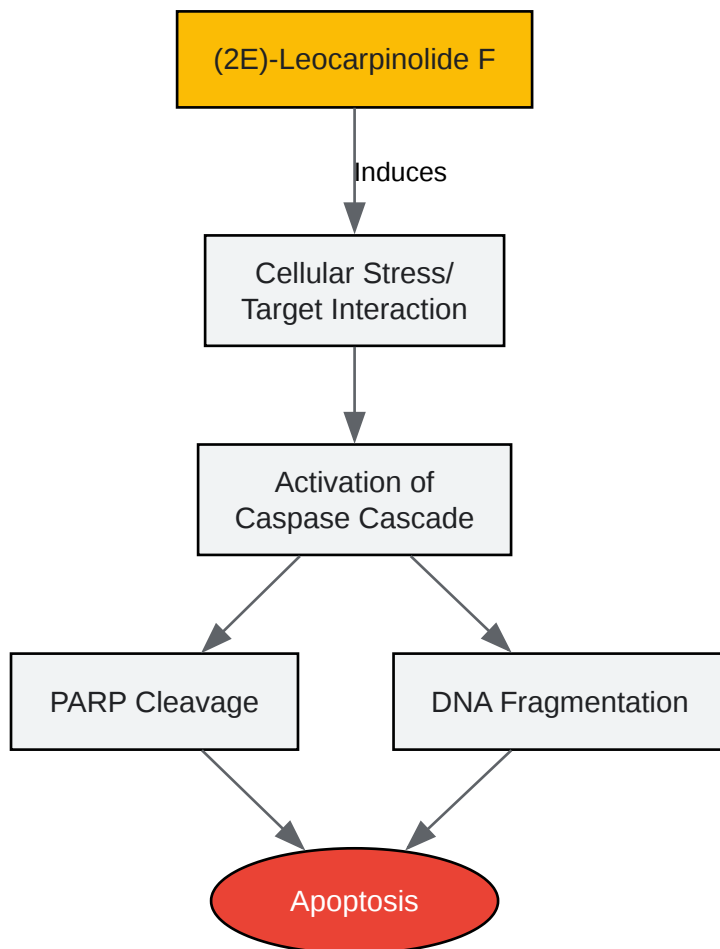 (2E)-Leocarpinolide F
Induces
Cellular Stress/
Target Interaction
Activation of
Caspase Cascade
PARP Cleavage
DNA Fragmentation
Apoptosis